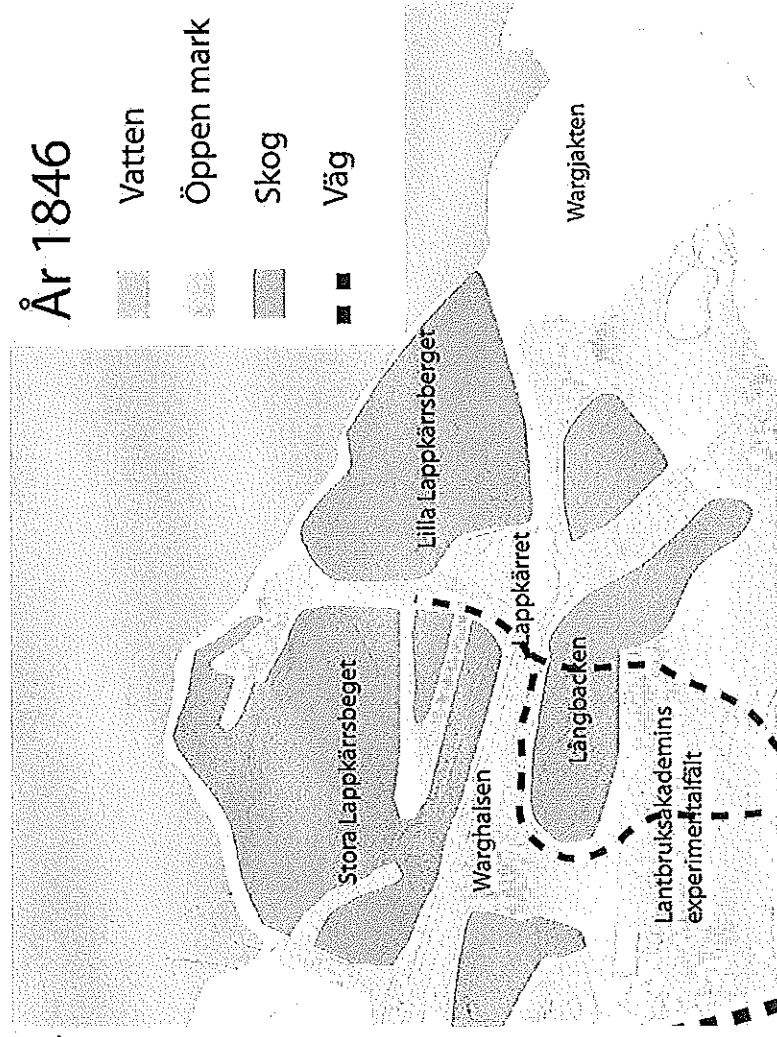 År 1846
Vatten
Öppen mark
Skog
Väg
Stora Lappkärrsbeget
Lilla Lappkärrsberget
Warghalsen
Lappkärret
Wargjakten
Långbacken
Lantbruksakademins
experimentalfält